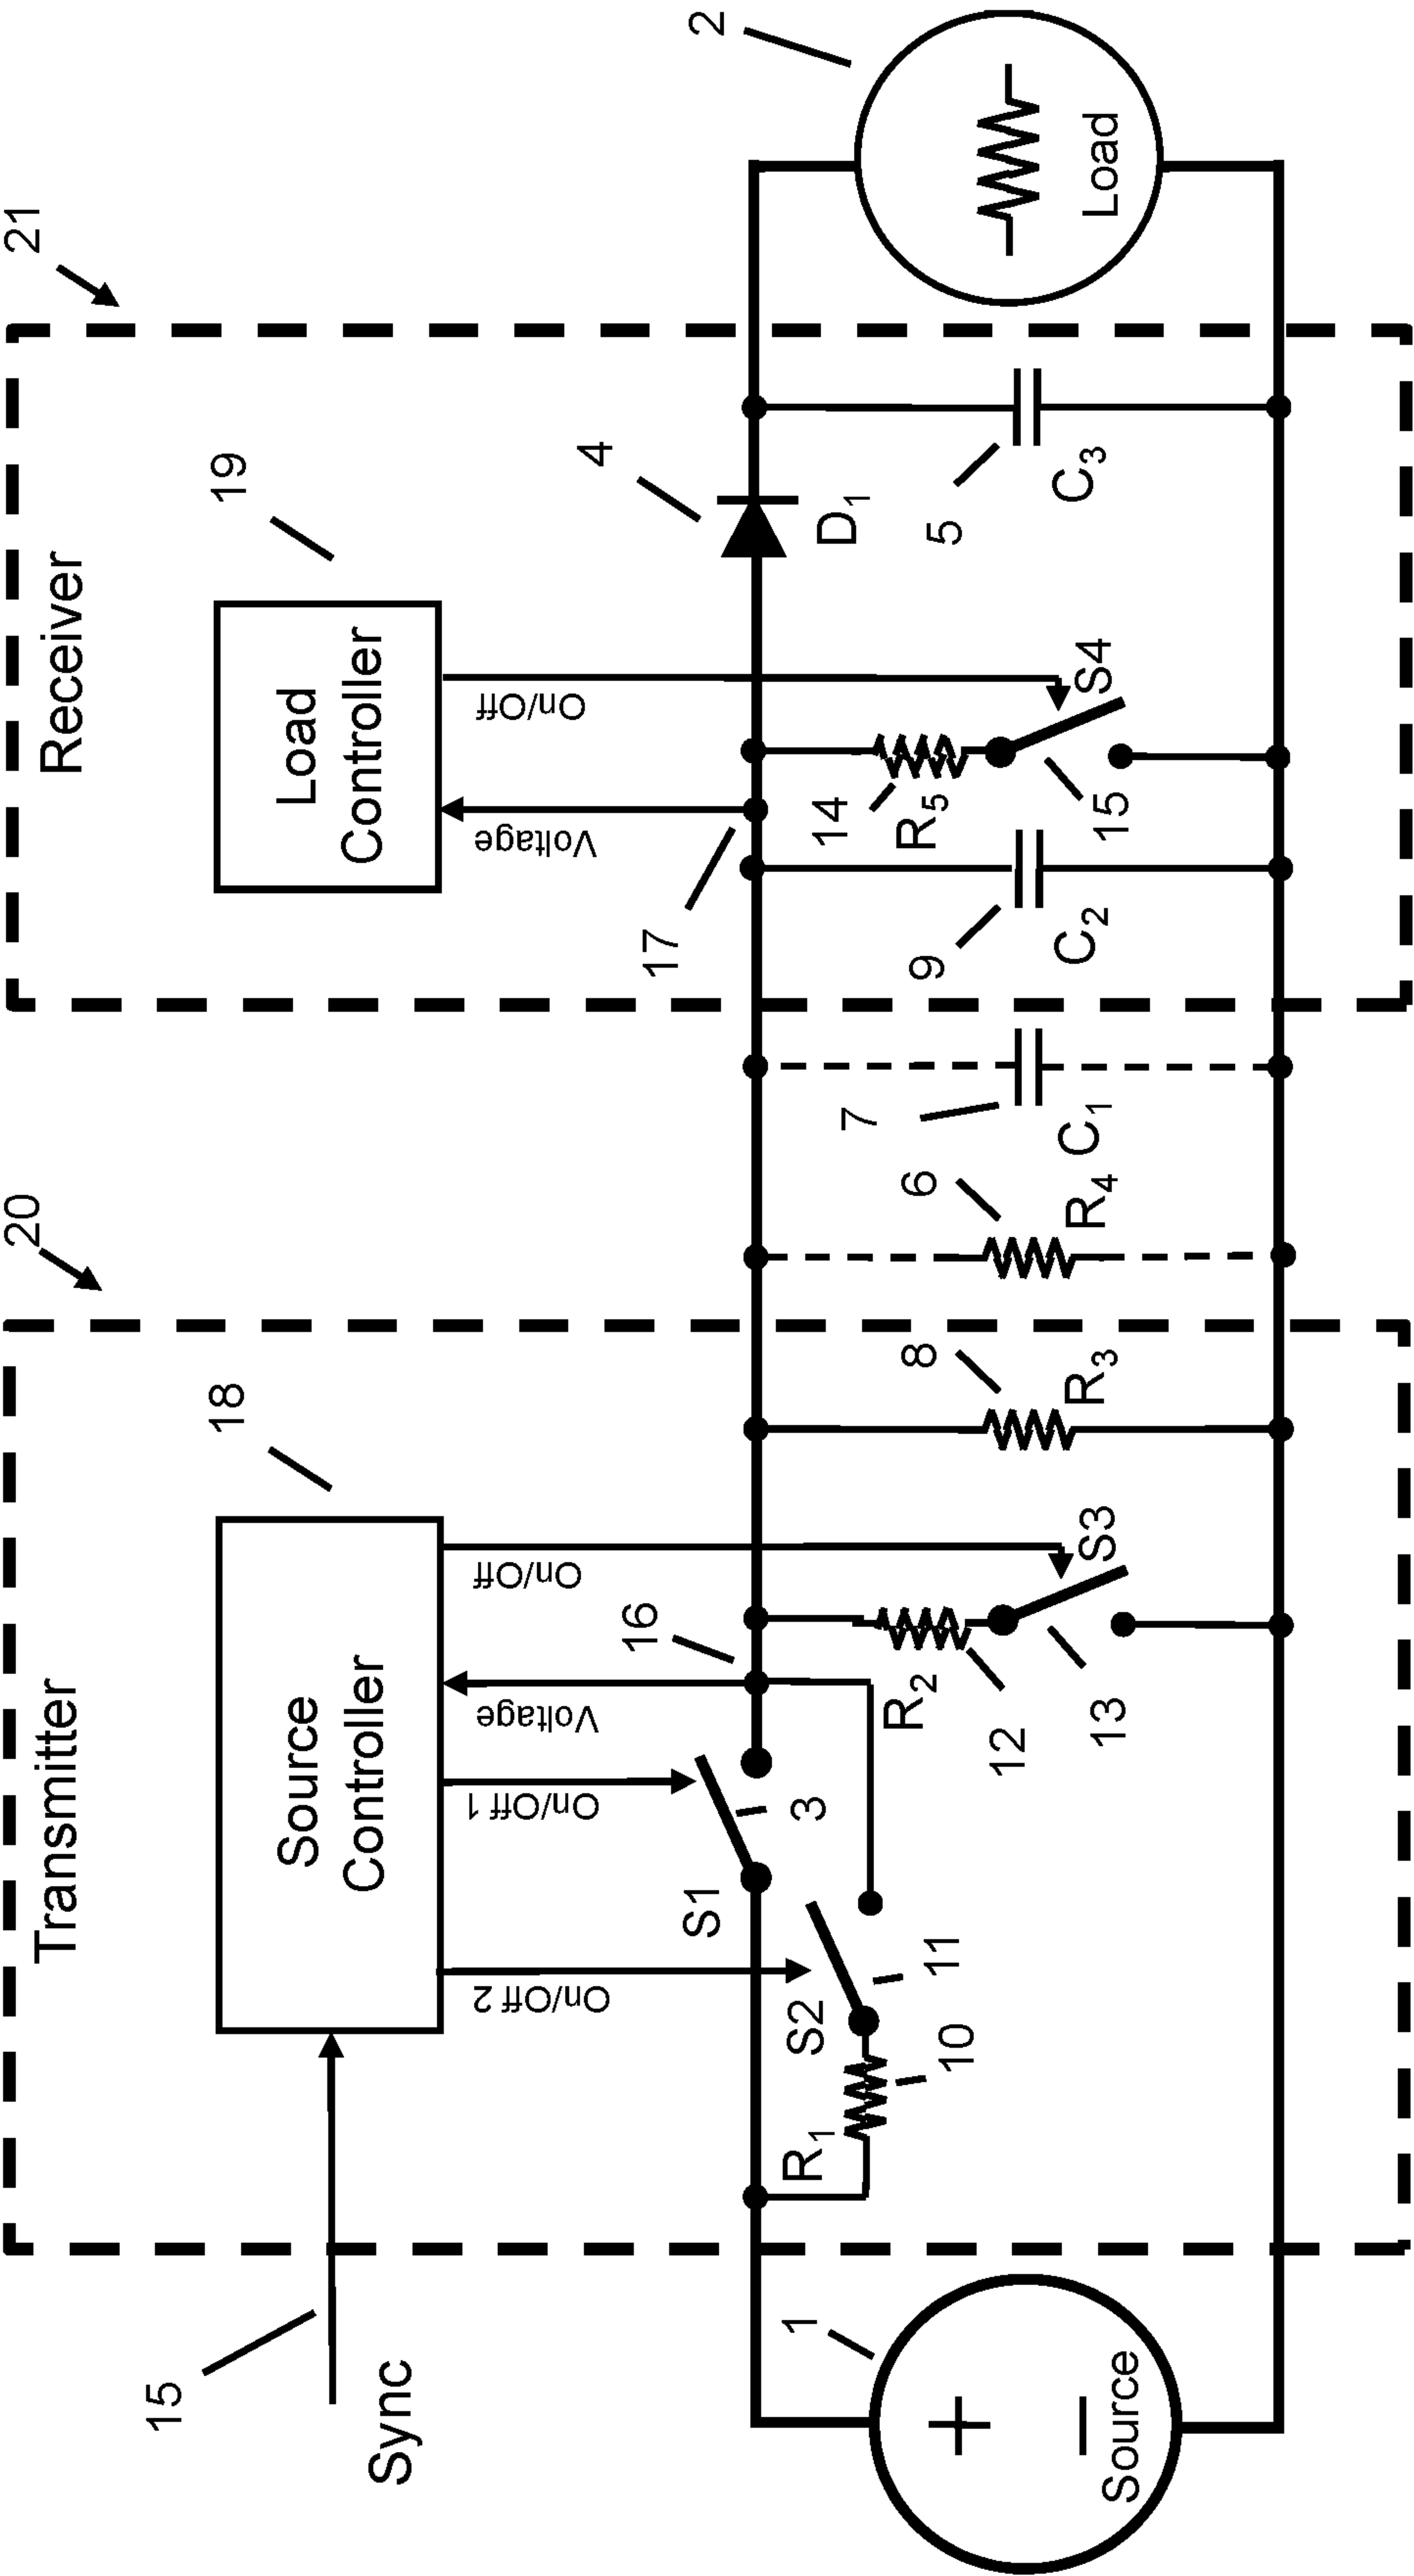 20
21
Transmitter
Receiver
15
Sync
18
Source
Controller
19
Load
Controller
On/Off 2
On/Off 1
Voltage
On/Off
Voltage
On/Off
S1
3
16
17
4
D1
2
1
R1
S2
10
11
R2
12
S3
13
8
R3
6
R4
7
C1
9
C2
14
R5
S4
15
5
C3
+
−
Source
Load